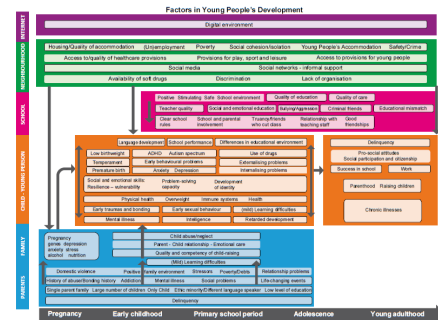 Factors in Young People's Development
INTERNET
Digital environment
NEIGHBOURHOOD
Housing/Quality of accommodation (Un)employment Poverty Social cohesion/isolation Young People's Accommodation Safety/Crime
Access to/quality of healthcare provisions Provisions for play, sport and leisure Access to provisions for young people
Social media Social networks - informal support
Availability of soft drugs Discrimination Lack of organisation
SCHOOL
Positive Stimulating Safe School environment Quality of education Quality of care
Teacher quality Social and emotional education Bullying/Aggression Criminal friends Educational mismatch
Clear school rules School and parental involvement Truancy/friends who cut class Relationship with teaching staff Good friendships
CHILD - YOUNG PERSON
Language development School performance Differences in educational environment
Low birthweight ADHD Autism spectrum Use of drugs
Temperament Early behavioural problems Externalising problems
Premature birth Anxiety Depression Internalising problems
Social and emotional skills: Resilience - vulnerability Problem-solving capacity Development of identity
Physical health Overweight Immune systems Health
Early traumas and bonding Early sexual behaviour (mild) Learning difficulties
Mental illness Intelligence Retarded development
Delinquency
Pro-social attitudes
Social participation and citizenship
Success in school Work
Parenthood Raising children
Chronic illnesses
FAMILY
Pregnancy
genes depression
anxiety stress
alcohol nutrition
Child abuse/neglect
Parent - Child relationship - Emotional care
Quality and competency of child-raising
(Mild) Learning difficulties
PARENTS
Domestic violence Positive family environment Stressors Poverty/Debts Relationship problems
History of abuse/bonding history Addiction Mental illness Social problems Life-changing events
Single parent family Large number of children Only Child Ethnic minority/Different language speaker Low level of education
Delinquency
Pregnancy Early childhood Primary school period Adolescence Young adulthood